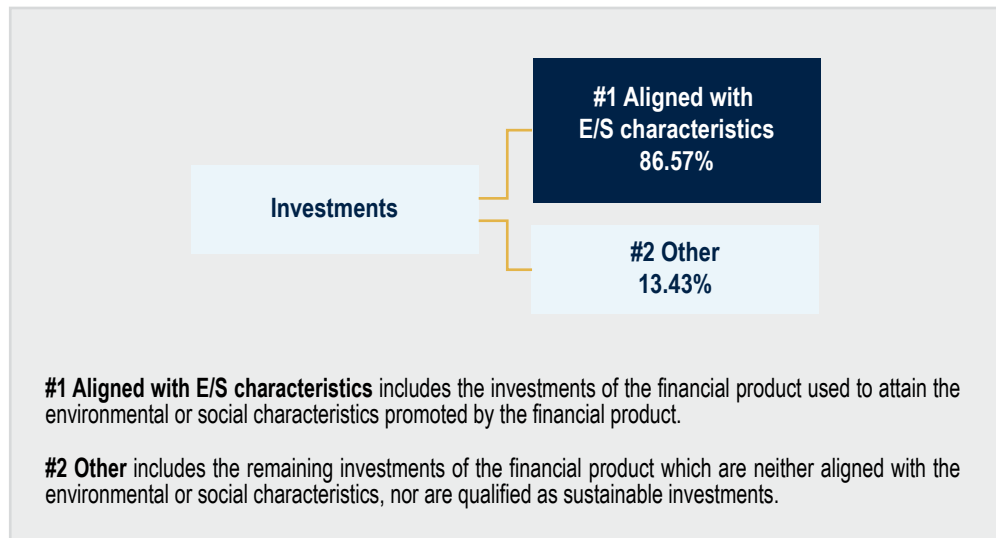 #1 Aligned with
E/S characteristics
86.57%
Investments
#2 Other
13.43%
#1 Aligned with E/S characteristics includes the investments of the financial product used to attain the
environmental or social characteristics promoted by the financial product.
#2 Other includes the remaining investments of the financial product which are neither aligned with the
environmental or social characteristics, nor are qualified as sustainable investments.